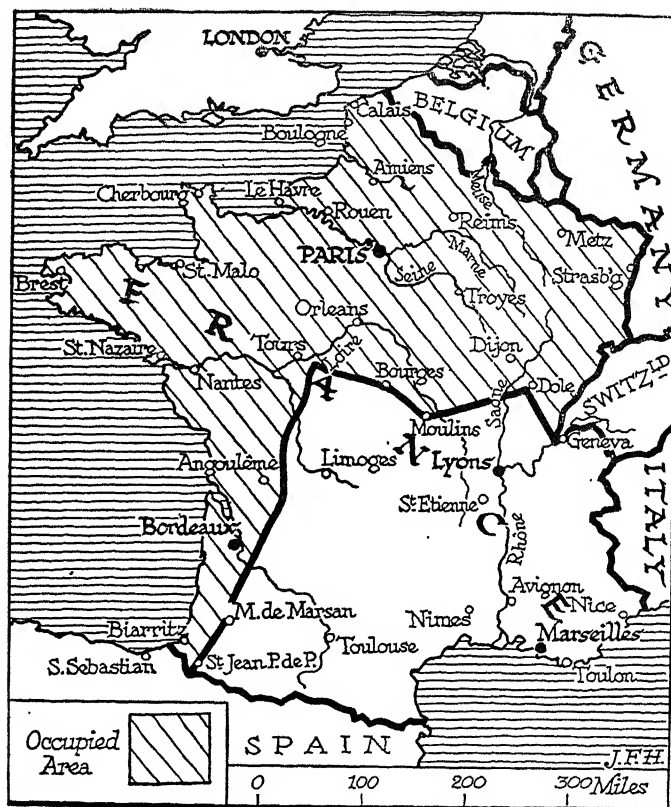 LONDON
GERMANY
BELGIUM
Calais
Boulogne
Amiens
Meuse
Cherbourg
Le Havre
Rouen
Reims
Metz
PARIS
Marne
Seine
Strasb'g
St. Malo
Brest
Troyes
Orleans
St. Nazaire
Tours
Loire
Dijon
Nantes
Bourges
Dole
SWITZLD
Saône
Moulins
Geneva
FRANCE
Limoges
Lyons
ITALY
Angoulême
St Etienne
Bordeaux
Rhône
Avignon
M. de Marsan
Nimes
Nice
Biarritz
Toulouse
Marseilles
S. Sebastian
St Jean P. de P.
Toulon
Occupied
Area
SPAIN
J.F.H.
0 100 200 300 Miles